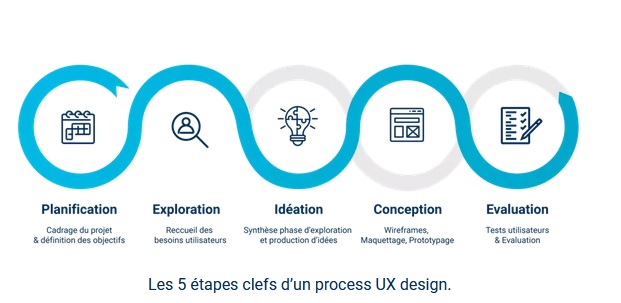 Planification
Cadrage du projet
& définition des objectifs
Exploration
Reccueil des
besoins utilisateurs
Idéation
Synthèse phase d'exploration
et production d'idées
Conception
Wireframes,
Maquettage, Prototypage
Evaluation
Tests utilisateurs
& Evaluation
Les 5 étapes clefs d'un process UX design.